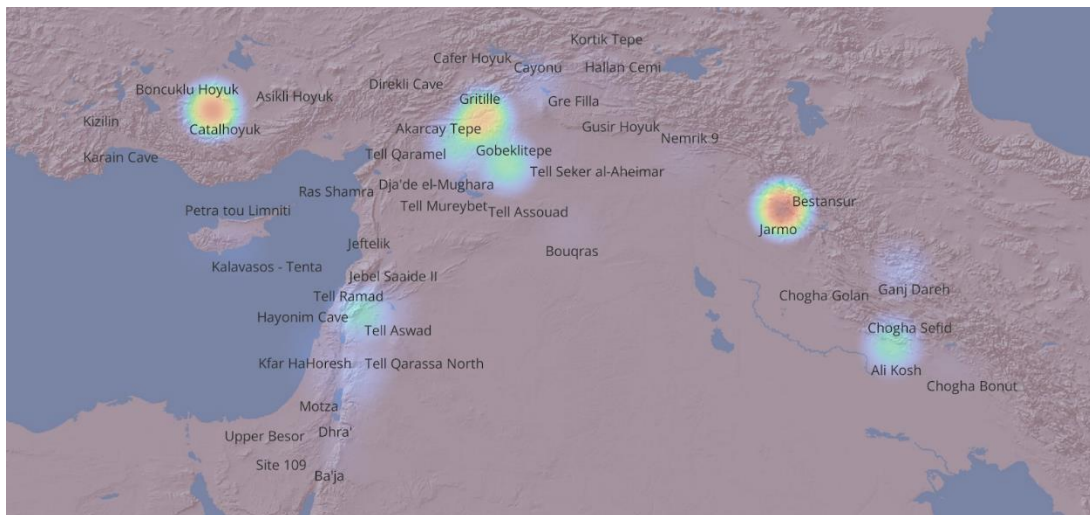 Kortik Tepe
Cafer Hoyuk
Cayonu
Hallan Cemi
Boncuklu Hoyuk
Asikli Hoyuk
Direkli Cave
Gritille
Gre Filla
Kizilin
Catalhoyuk
Akarcay Tepe
Gusir Hoyuk
Nemrik 9
Karain Cave
Tell Qaramel
Gobeklitepe
Tell Seker al-Aheimar
Ras Shamra
Dja'de el-Mughara
Bestansur
Petra tou Limniti
Tell Mureybet
Tell Assouad
Jarmo
Jeftelik
Bouqras
Kalavasos - Tenta
Jebel Saaide II
Ganj Dareh
Tell Ramad
Chogha Golan
Hayonim Cave
Tell Aswad
Chogha Sefid
Kfar HaHoresh
Tell Qarassa North
Ali Kosh
Chogha Bonut
Motza
Upper Besor
Dhra'
Site 109
Ba'ja